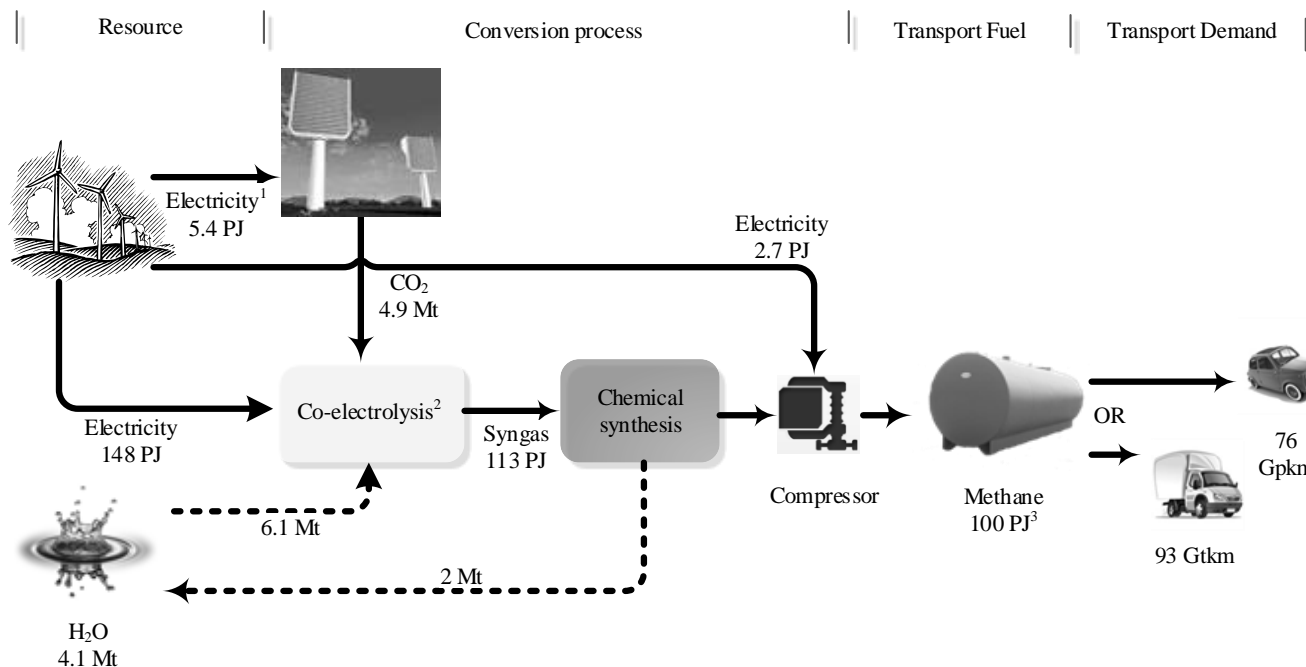 Resource
Conversion process
Transport Fuel
Transport Demand
Electricity¹
5.4 PJ
Electricity
2.7 PJ
CO₂
4.9 Mt
Co-electrolysis²
Chemical
synthesis
Syngas
113 PJ
Electricity
148 PJ
OR
76
Gpkm
Compressor
Methane
100 PJ³
6.1 Mt
93 Gtkm
2 Mt
H₂O
4.1 Mt